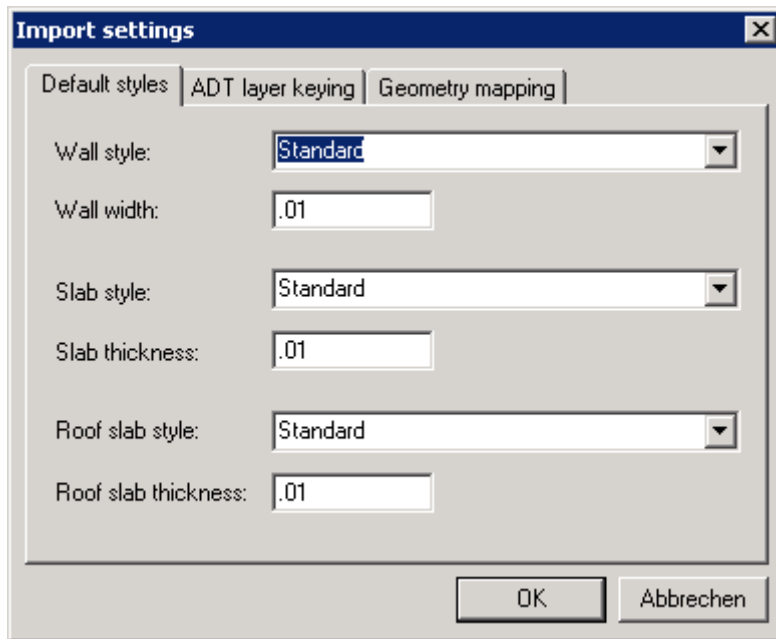 Import settings
Default styles ADT layer keying Geometry mapping
Wall style: Standard
Wall width: .01
Slab style: Standard
Slab thickness: .01
Roof slab style: Standard
Roof slab thickness: .01
OK Abbrechen